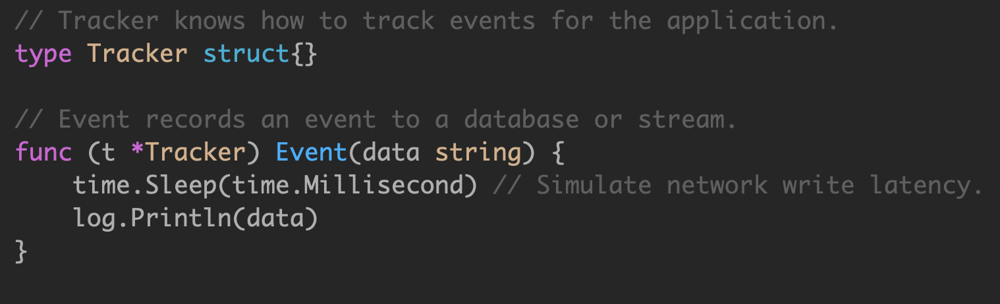 // Tracker knows how to track events for the application.
type Tracker struct{}
// Event records an event to a database or stream.
func (t *Tracker) Event(data string) {
    time.Sleep(time.Millisecond) // Simulate network write latency.
    log.Println(data)
}